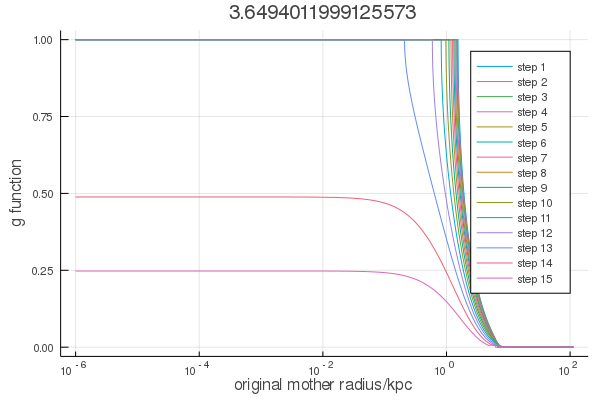 3.6494011999125573
g function
1.00
0.75
0.50
0.25
0.00
step 1
step 2
step 3
step 4
step 5
step 6
step 7
step 8
step 9
step 10
step 11
step 12
step 13
step 14
step 15
10^-6 10^-4 10^-2 10^0 10^2
original mother radius/kpc